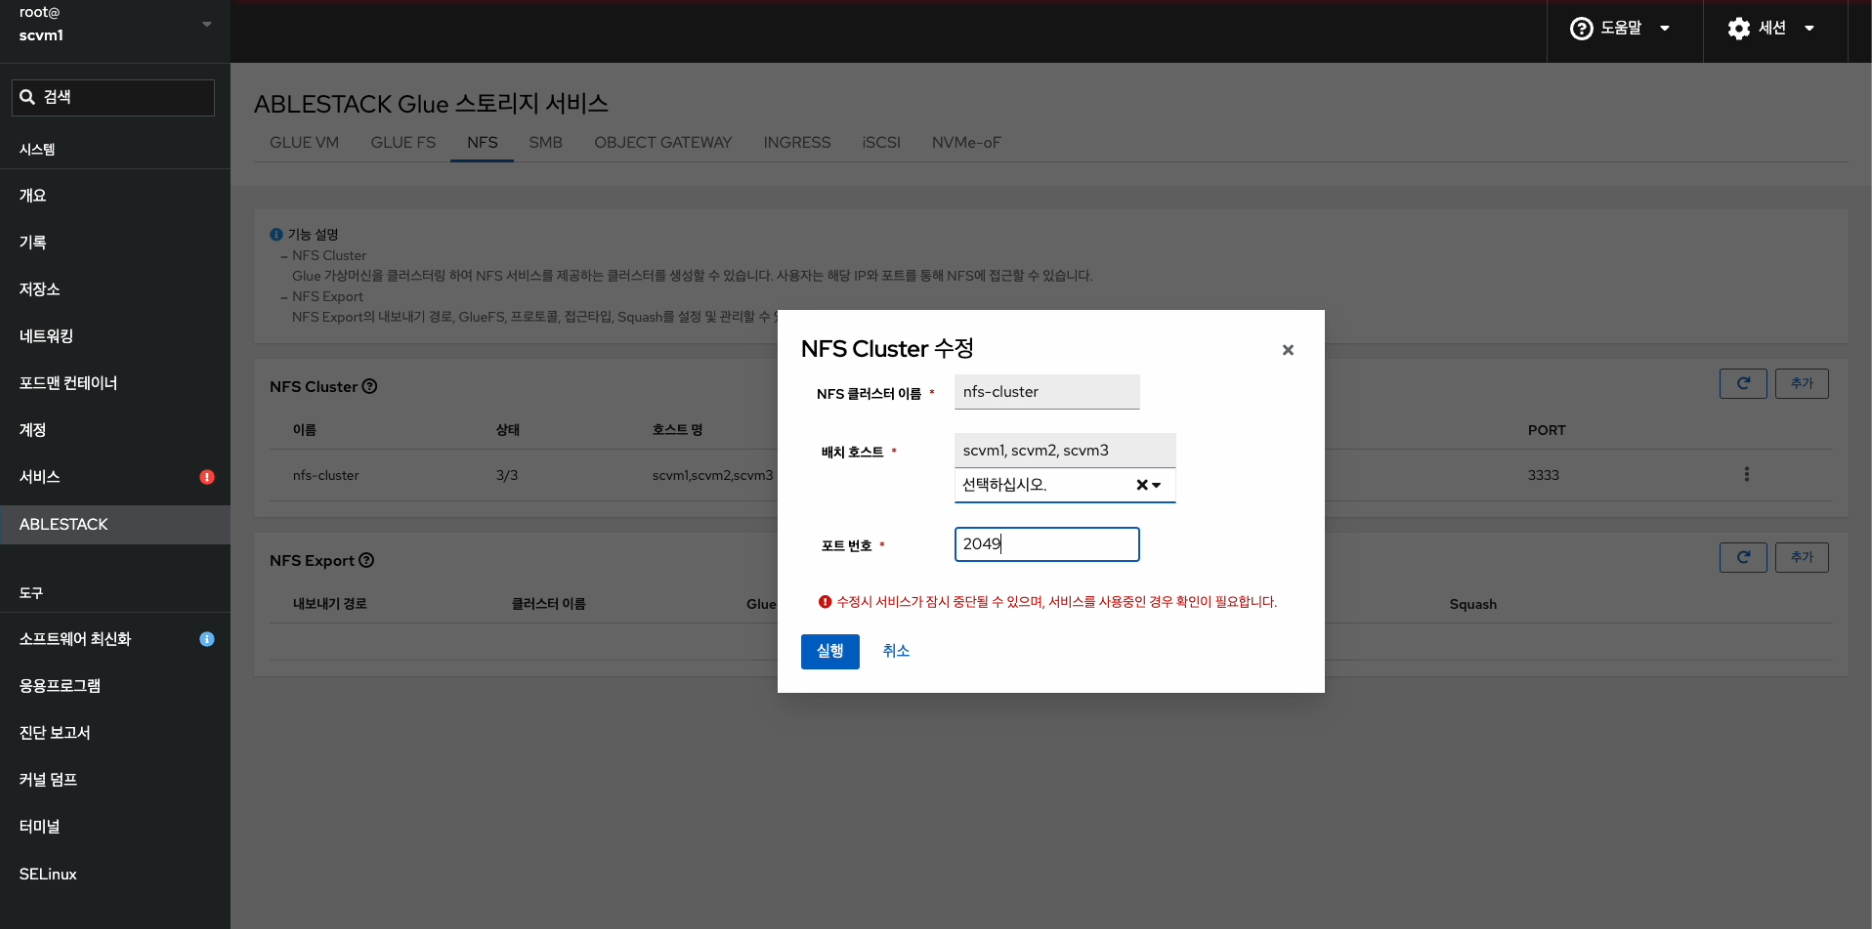 root@
scvm1
도움말
세션
검색
시스템
개요
기록
저장소
네트워킹
포드맨 컨테이너
계정
서비스
ABLESTACK
도구
소프트웨어 최신화
응용프로그램
진단 보고서
커널 덤프
터미널
SELinux
ABLESTACK Glue 스토리지 서비스
GLUE VM GLUE FS NFS SMB OBJECT GATEWAY INGRESS iSCSI NVMe-oF
기능 설명
– NFS Cluster
Glue 가상머신을 클러스터링 하여 NFS 서비스를 제공하는 클러스터를 생성할 수 있습니다. 사용자는 해당 IP와 포트를 통해 NFS에 접근할 수 있습니다.
– NFS Export
NFS Export의 내보내기 경로, GlueFS, 프로토콜, 접근타입, Squash를 설정 및 관리할 수
NFS Cluster
추가
이름 상태 호스트 명 PORT
nfs-cluster 3/3 scvm1,scvm2,scvm3 3333
NFS Export
추가
내보내기 경로 클러스터 이름 Glue Squash
NFS Cluster 수정
NFS 클러스터 이름 * nfs-cluster
배치 호스트 * scvm1, scvm2, scvm3
선택하십시오.
포트 번호 * 2049
수정시 서비스가 잠시 중단될 수 있으며, 서비스를 사용중인 경우 확인이 필요합니다.
실행 취소